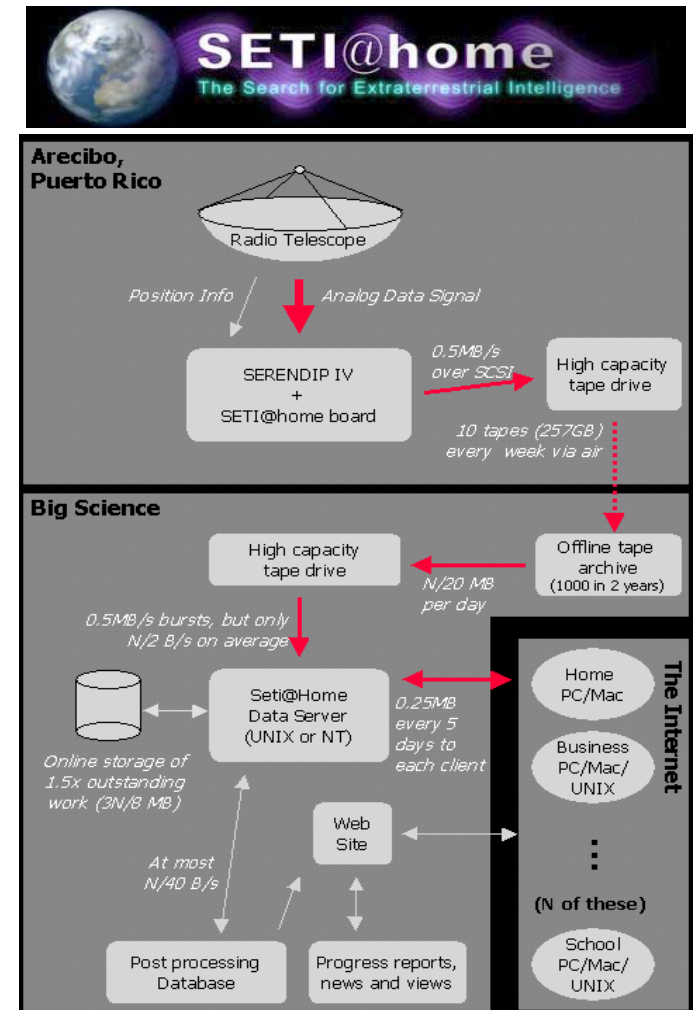 SETI@home
The Search for Extraterrestrial Intelligence
Arecibo,
Puerto Rico
Radio Telescope
Position Info
Analog Data Signal
SERENDIP IV
+
SETI@home board
0.5MB/s
over SCSI
High capacity
tape drive
10 tapes (257GB)
every week via air
Big Science
High capacity
tape drive
N/20 MB
per day
Offline tape
archive
(1000 in 2 years)
0.5MB/s bursts, but only
N/2 B/s on average
Seti@Home
Data Server
(UNIX or NT)
0.25MB
every 5
days to
each client
Online storage of
1.5x outstanding
work (3N/8 MB)
The Internet
Home
PC/Mac
Business
PC/Mac/
UNIX
⋮
(N of these)
School
PC/Mac/
UNIX
Web
Site
At most
N/40 B/s
Post processing
Database
Progress reports,
news and views